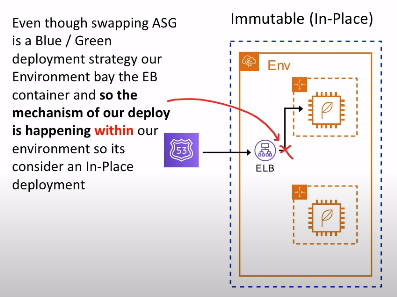 Even though swapping ASG
is a Blue / Green
deployment strategy our
Environment bay the EB
container and so the
mechanism of our deploy
is happening within our
environment so its
consider an In-Place
deployment
Immutable (In-Place)
Env
53
ELB